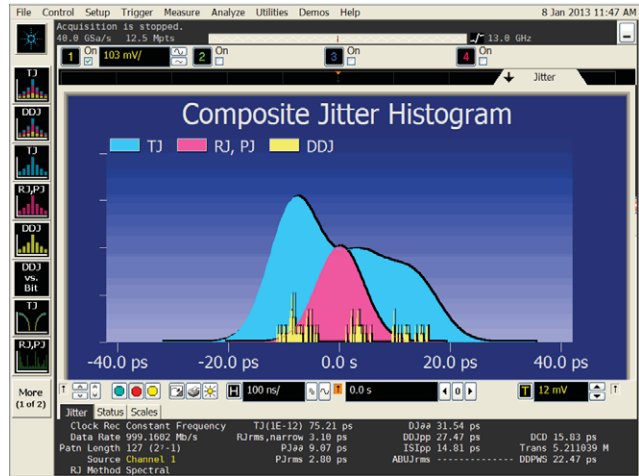 File Control Setup Trigger Measure Analyze Utilities Demos Help 8 Jan 2013 11:47 AM
Acquisition is stopped.
40.0 GSa/s 12.5 Mpts 13.0 GHz
1 On 103 mV/ 2 On 3 On 4 On
Jitter
Composite Jitter Histogram
TJ RJ, PJ DDJ
TJ
DDJ
TJ
RJ,PJ
DDJ
DDJ vs. Bit
TJ
RJ,PJ
More
(1 of 2)
-40.0 ps -20.0 ps 0.0 s 20.0 ps 40.0 ps
H 100 ns/ 0.0 s 0 T 12 mV
Jitter Status Scales
Clock Rec Constant Frequency TJ(1E-12) 75.21 ps DJ∂∂ 31.54 ps
Data Rate 999.1602 Mb/s RJrms,narrow 3.10 ps DDJpp 27.47 ps DCD 15.03 ps
Patn Length 127 (2⁷-1) PJ∂∂ 9.07 ps ISIpp 14.81 ps Trans 5.211039 M
Source Channel 1 PJrms 2.80 ps ABUJrms -------------- DDPWS 22.47 ps
RJ Method Spectral